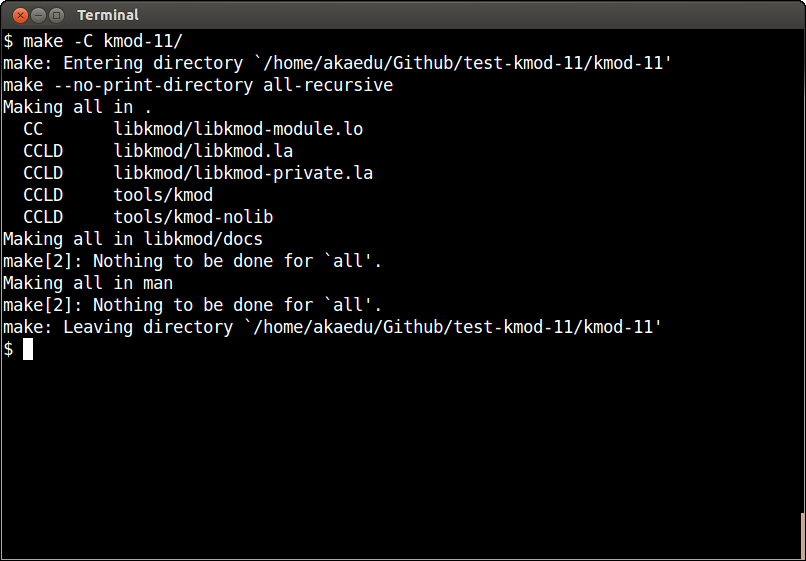 Terminal
$ make -C kmod-11/
make: Entering directory `/home/akaedu/Github/test-kmod-11/kmod-11'
make --no-print-directory all-recursive
Making all in .
  CC       libkmod/libkmod-module.lo
  CCLD     libkmod/libkmod.la
  CCLD     libkmod/libkmod-private.la
  CCLD     tools/kmod
  CCLD     tools/kmod-nolib
Making all in libkmod/docs
make[2]: Nothing to be done for `all'.
Making all in man
make[2]: Nothing to be done for `all'.
make: Leaving directory `/home/akaedu/Github/test-kmod-11/kmod-11'
$